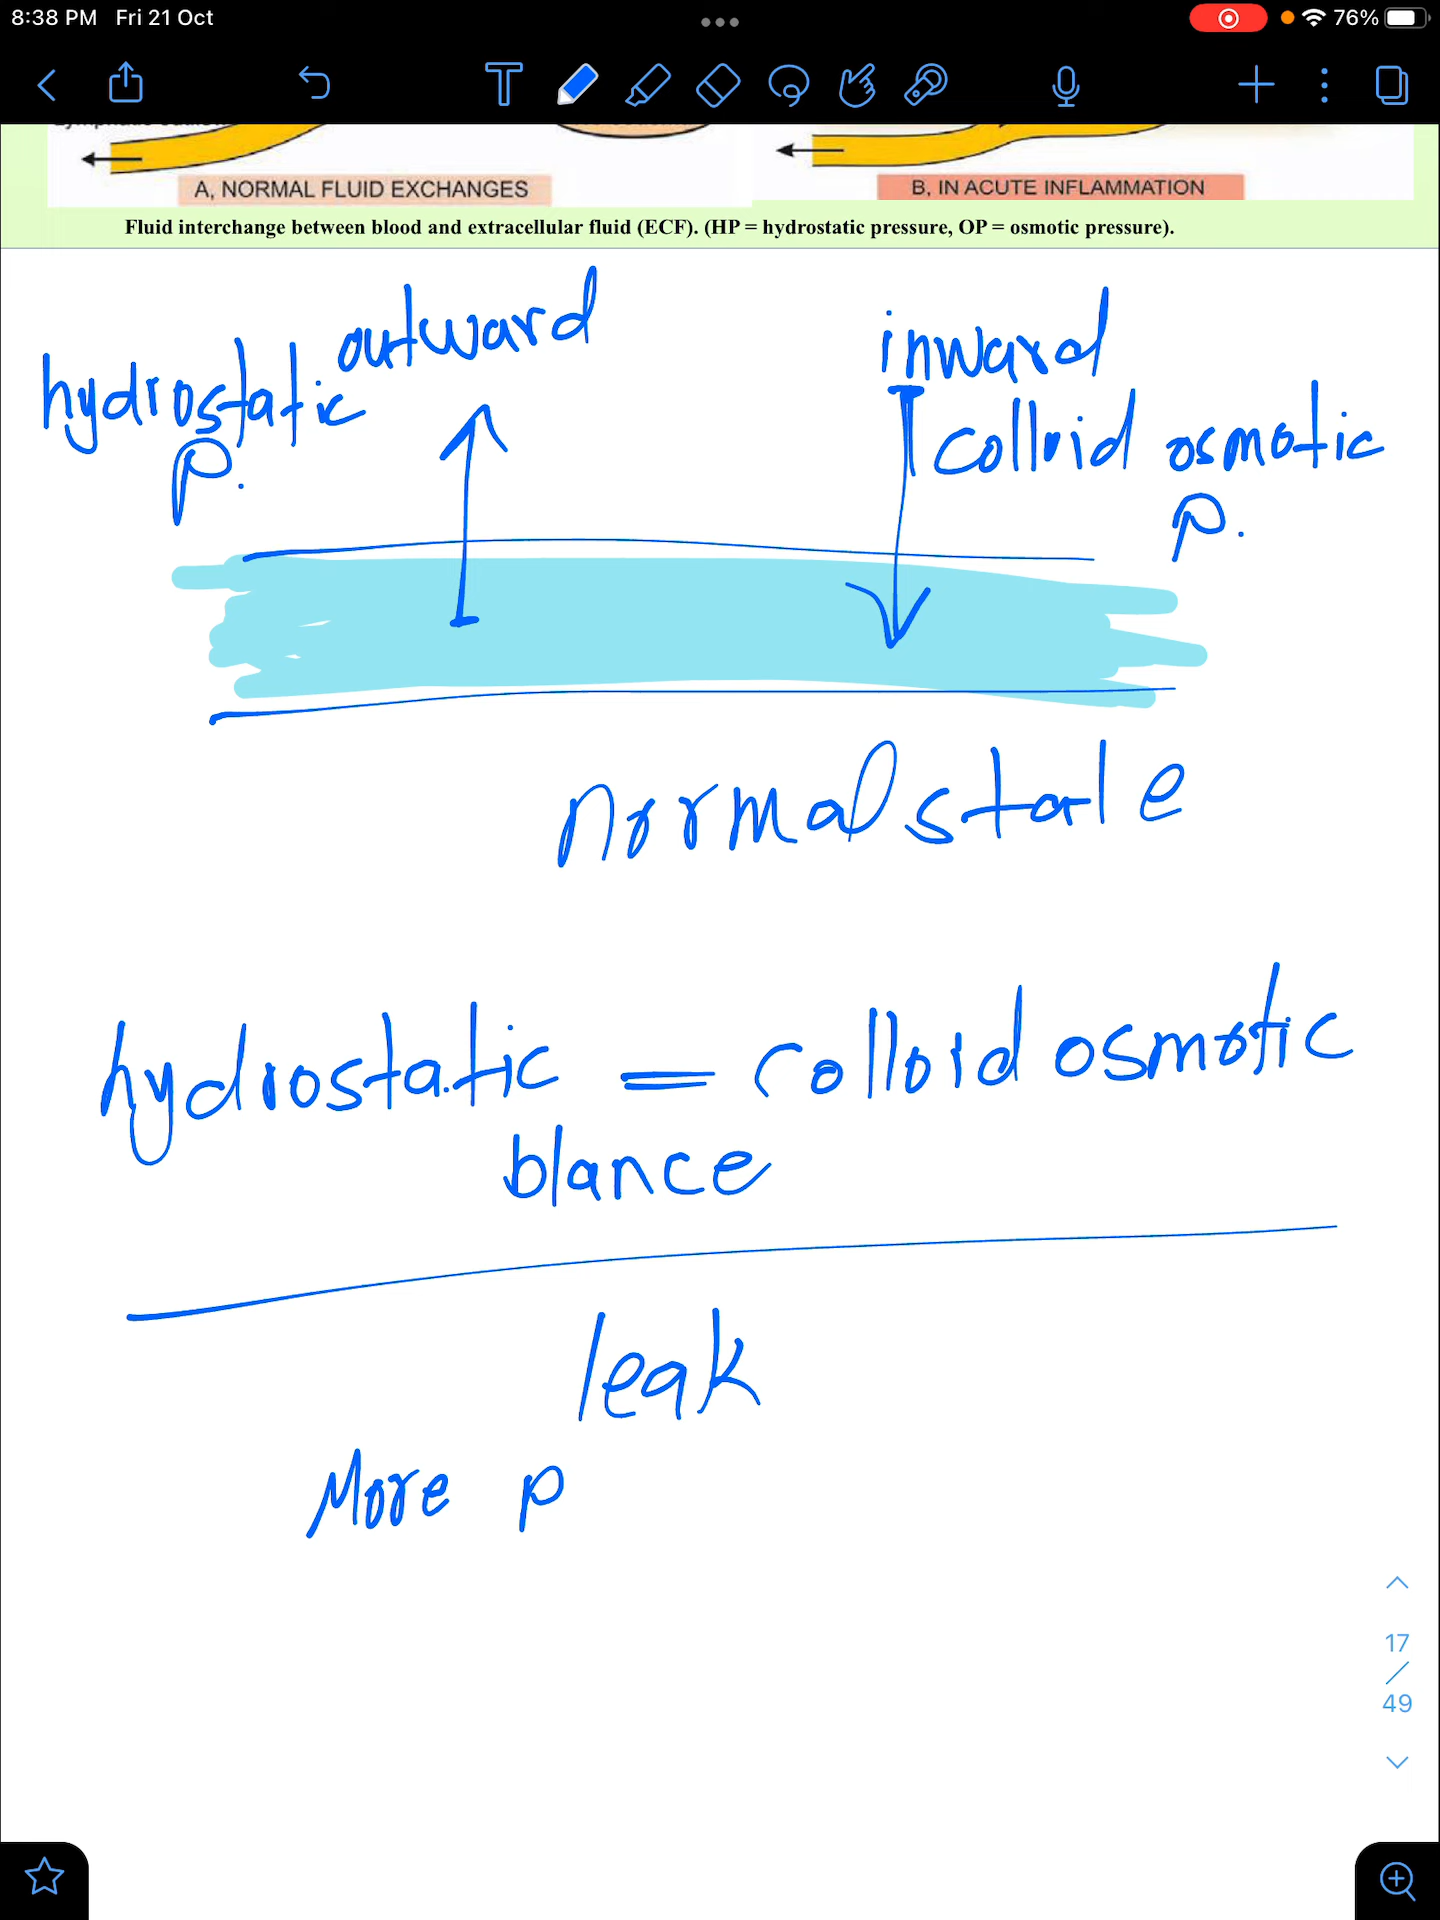 8:38 PM Fri 21 Oct
76%
A, NORMAL FLUID EXCHANGES
B, IN ACUTE INFLAMMATION
Fluid interchange between blood and extracellular fluid (ECF). (HP = hydrostatic pressure, OP = osmotic pressure).
outward
inward
hydrostatic
p.
colloid osmotic
p.
normal state
hydrostatic = colloid osmotic
blance
leak
More p
17
/
49